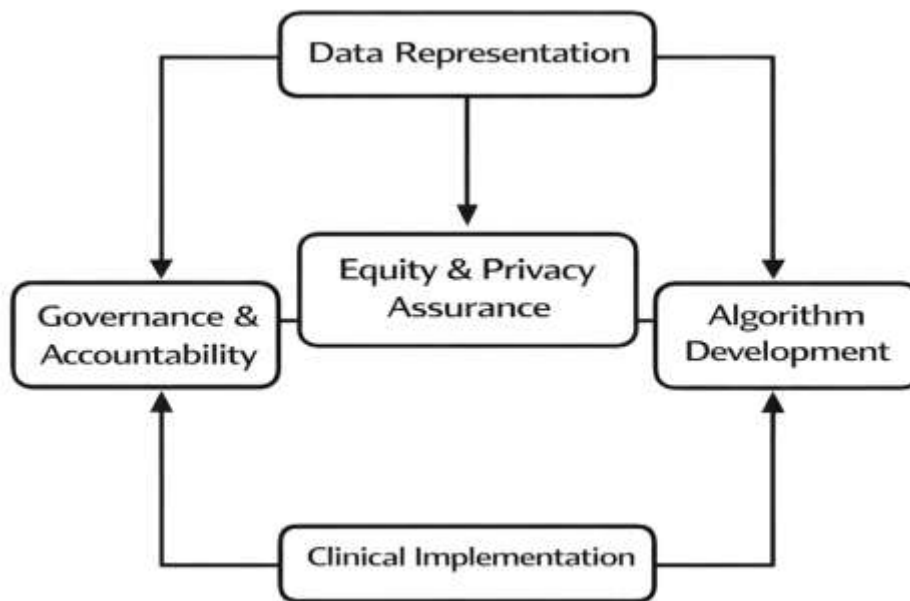 Data Representation
Equity & Privacy
Assurance
Governance &
Accountability
Algorithm
Development
Clinical Implementation